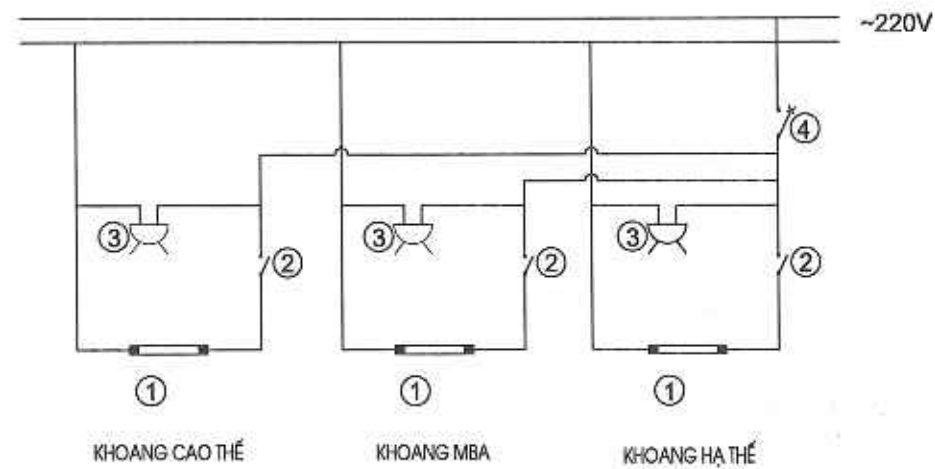 ~220V
④
③ ③ ③
② ② ②
① ① ①
KHOANG CAO THẾ KHOANG MBA KHOANG HẠ THẾ